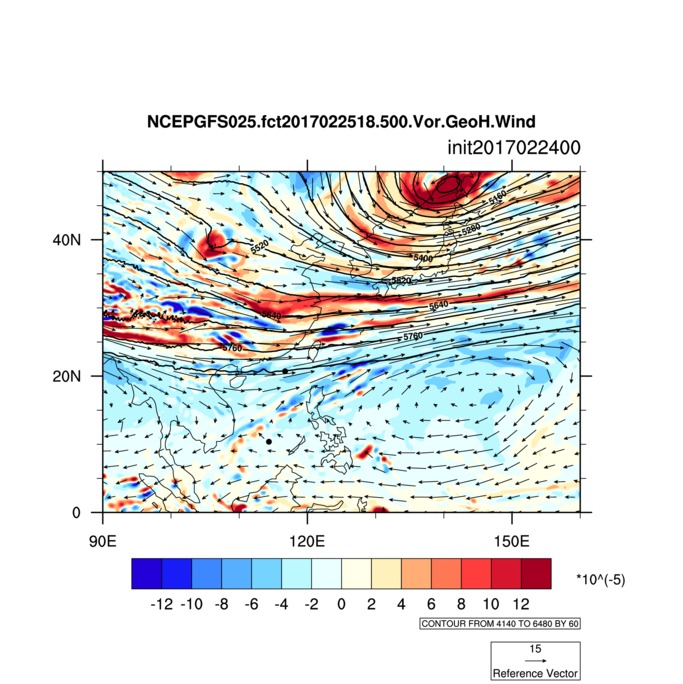 NCEPGFS025.fct2017022518.500.Vor.GeoH.Wind
init2017022400
5160
5280
40N
5520
5400
5520
5640
5640
5760
5760
20N
0
90E 120E 150E
-12 -10 -8 -6 -4 -2 0 2 4 6 8 10 12
*10^(-5)
CONTOUR FROM 4140 TO 6480 BY 60
15
Reference Vector